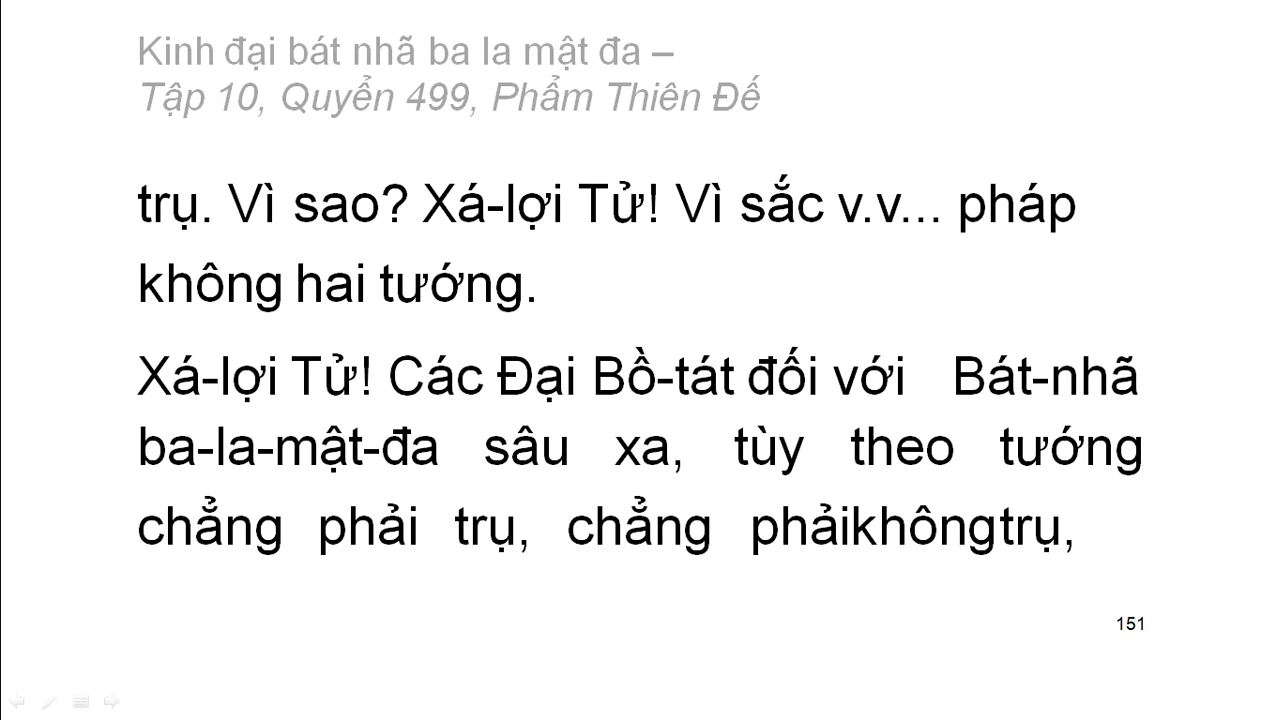 Kinh đại bát nhã ba la mật đa –
Tập 10, Quyển 499, Phẩm Thiên Đế
trụ. Vì sao? Xá-lợi Tử! Vì sắc v.v... pháp
không hai tướng.
Xá-lợi Tử! Các Đại Bồ-tát đối với Bát-nhã
ba-la-mật-đa sâu xa, tùy theo tướng
chẳng phải trụ, chẳng phảikhôngtrụ,
151